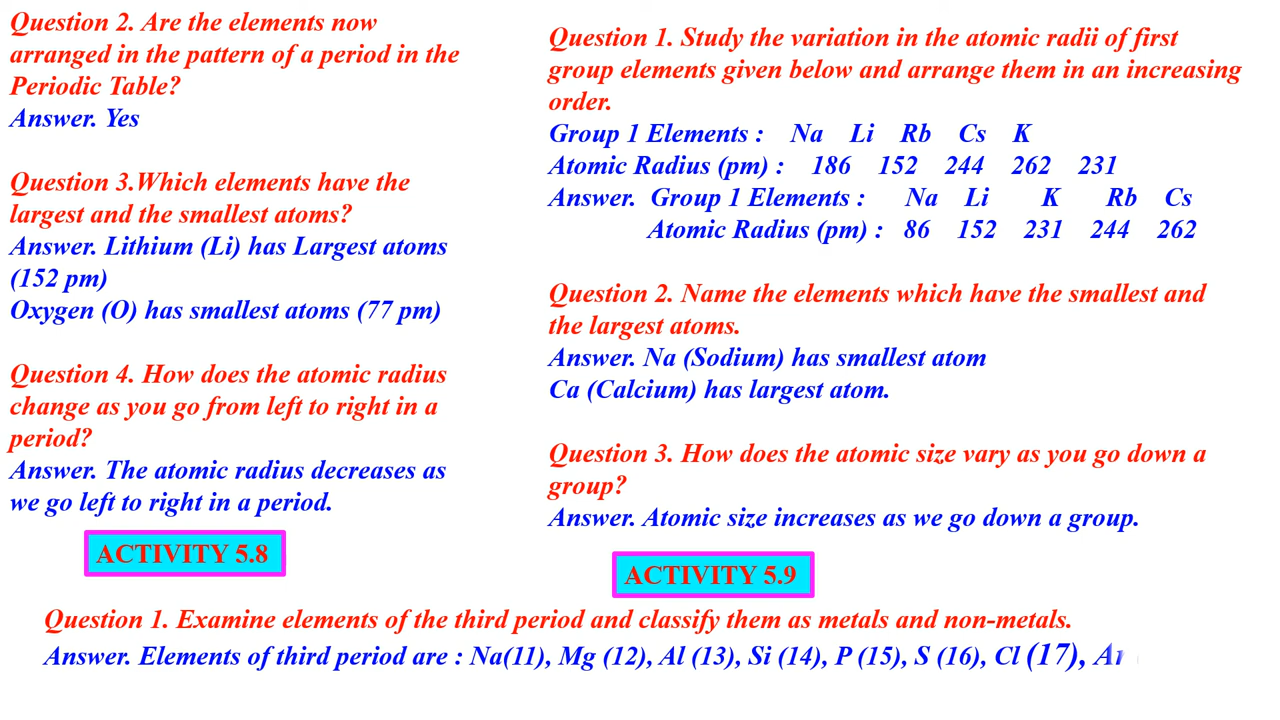 Question 2. Are the elements now
arranged in the pattern of a period in the
Periodic Table?
Answer. Yes
Question 3.Which elements have the
largest and the smallest atoms?
Answer. Lithium (Li) has Largest atoms
(152 pm)
Oxygen (O) has smallest atoms (77 pm)
Question 4. How does the atomic radius
change as you go from left to right in a
period?
Answer. The atomic radius decreases as
we go left to right in a period.
ACTIVITY 5.8
Question 1. Study the variation in the atomic radii of first
group elements given below and arrange them in an increasing
order.
Group 1 Elements : Na Li Rb Cs K
Atomic Radius (pm) : 186 152 244 262 231
Answer. Group 1 Elements : Na Li K Rb Cs
Atomic Radius (pm) : 86 152 231 244 262
Question 2. Name the elements which have the smallest and
the largest atoms.
Answer. Na (Sodium) has smallest atom
Ca (Calcium) has largest atom.
Question 3. How does the atomic size vary as you go down a
group?
Answer. Atomic size increases as we go down a group.
ACTIVITY 5.9
Question 1. Examine elements of the third period and classify them as metals and non-metals.
Answer. Elements of third period are : Na(11), Mg (12), Al (13), Si (14), P (15), S (16), Cl (17), Ar